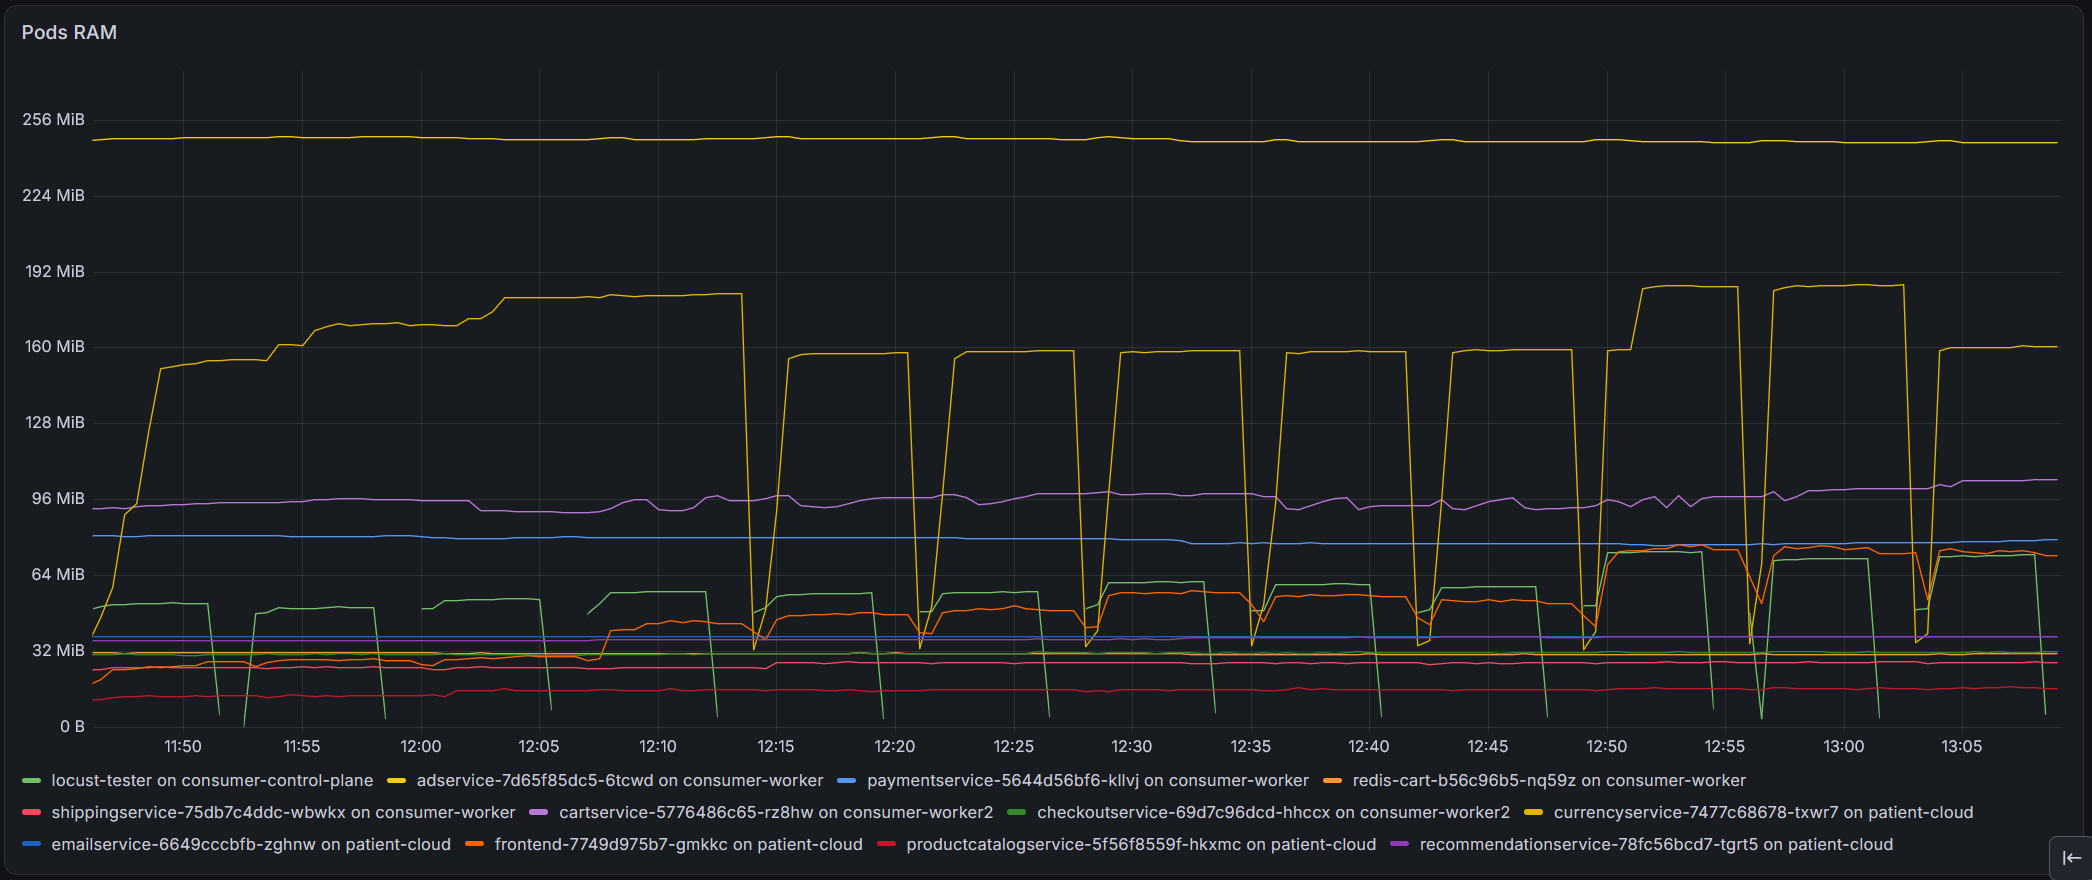 Pods RAM
256 MiB
224 MiB
192 MiB
160 MiB
128 MiB
96 MiB
64 MiB
32 MiB
0 B
11:50 11:55 12:00 12:05 12:10 12:15 12:20 12:25 12:30 12:35 12:40 12:45 12:50 12:55 13:00 13:05
locust-tester on consumer-control-plane adservice-7d65f85dc5-6tcwd on consumer-worker paymentservice-5644d56bf6-kllvj on consumer-worker redis-cart-b56c96b5-nq59z on consumer-worker
shippingservice-75db7c4ddc-wbwkx on consumer-worker cartservice-5776486c65-rz8hw on consumer-worker2 checkoutservice-69d7c96dcd-hhccx on consumer-worker2 currencyservice-7477c68678-txwr7 on patient-cloud
emailservice-6649cccbfb-zghnw on patient-cloud frontend-7749d975b7-gmkkc on patient-cloud productcatalogservice-5f56f8559f-hkxmc on patient-cloud recommendationservice-78fc56bcd7-tgrt5 on patient-cloud